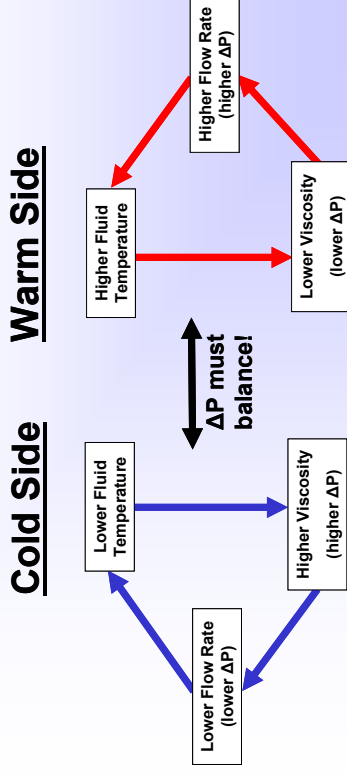 Cold Side
Lower Fluid
Temperature
Lower Flow Rate
(lower ΔP)
Higher Viscosity
(higher ΔP)
ΔP must
balance!
Warm Side
Higher Fluid
Temperature
Higher Flow Rate
(higher ΔP)
Lower Viscosity
(lower ΔP)